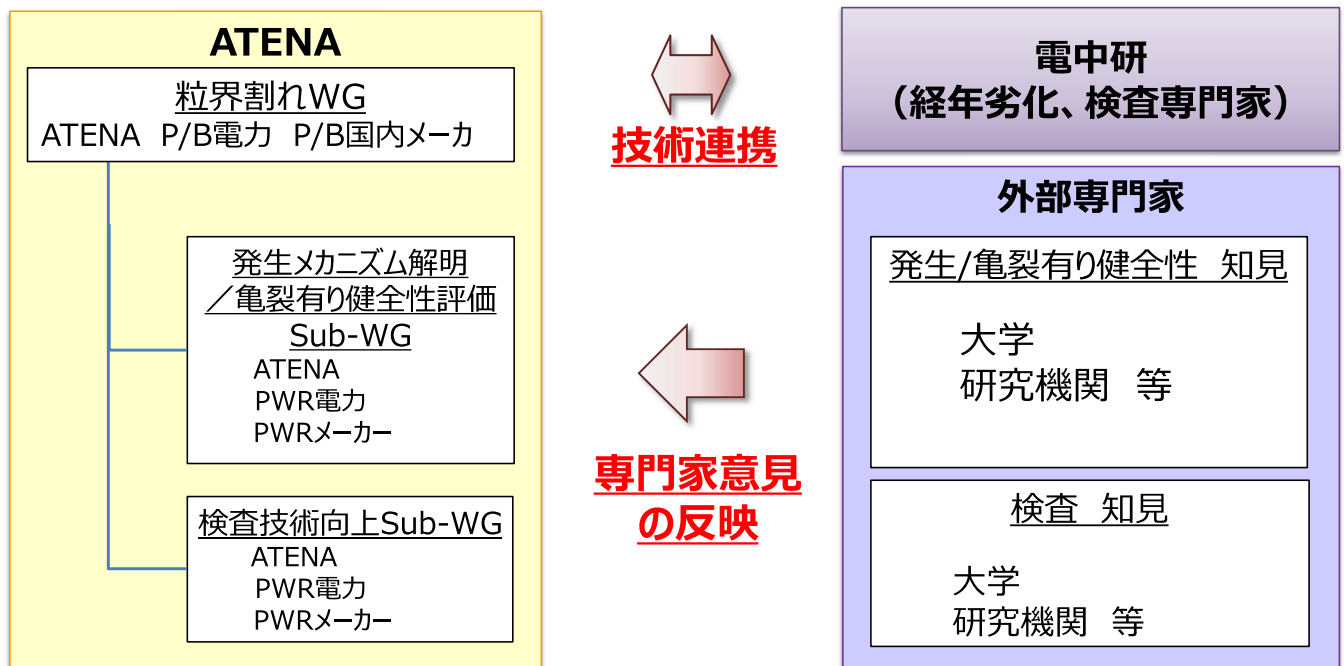 ATENA
粒界割れWG
ATENA P/B電力 P/B国内メーカ
発生メカニズム解明
／亀裂有り健全性評価
Sub-WG
ATENA
PWR電力
PWRメーカー
検査技術向上Sub-WG
ATENA
PWR電力
PWRメーカー
技術連携
専門家意見
の反映
電中研
（経年劣化、検査専門家）
外部専門家
発生/亀裂有り健全性　知見
大学
研究機関　等
検査　知見
大学
研究機関　等